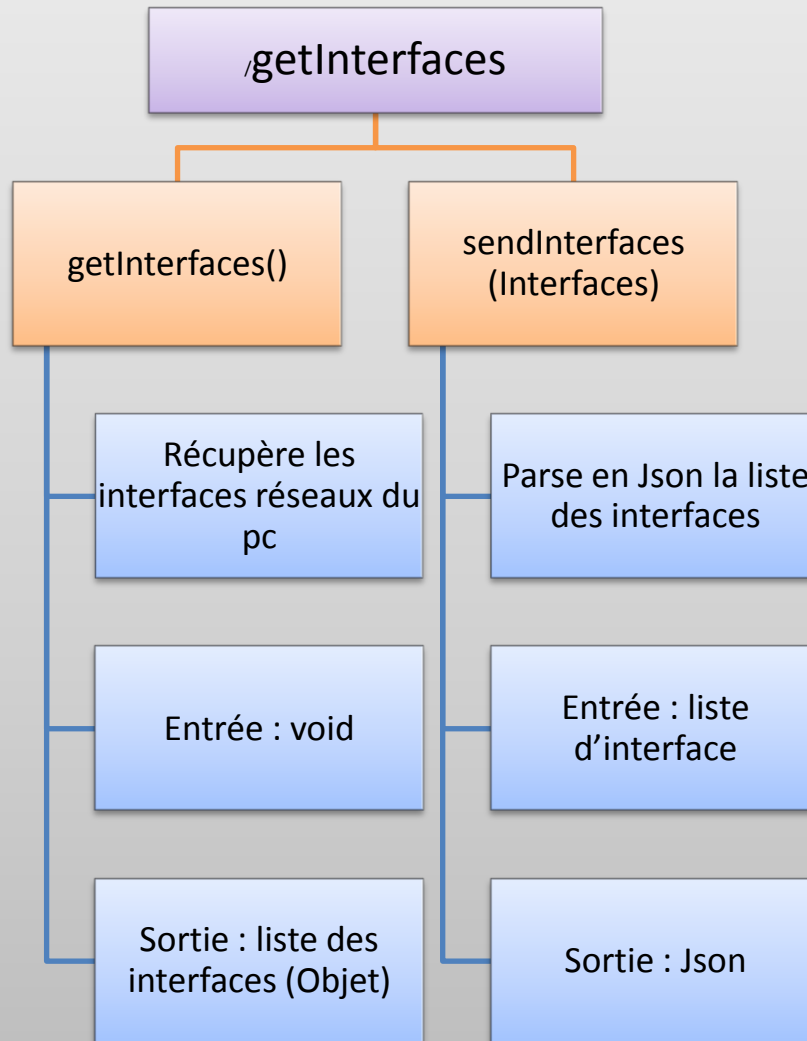 /getInterfaces
getInterfaces()
sendInterfaces
(Interfaces)
Récupère les
interfaces réseaux du
pc
Parse en Json la liste
des interfaces
Entrée : void
Entrée : liste
d’interface
Sortie : liste des
interfaces (Objet)
Sortie : Json